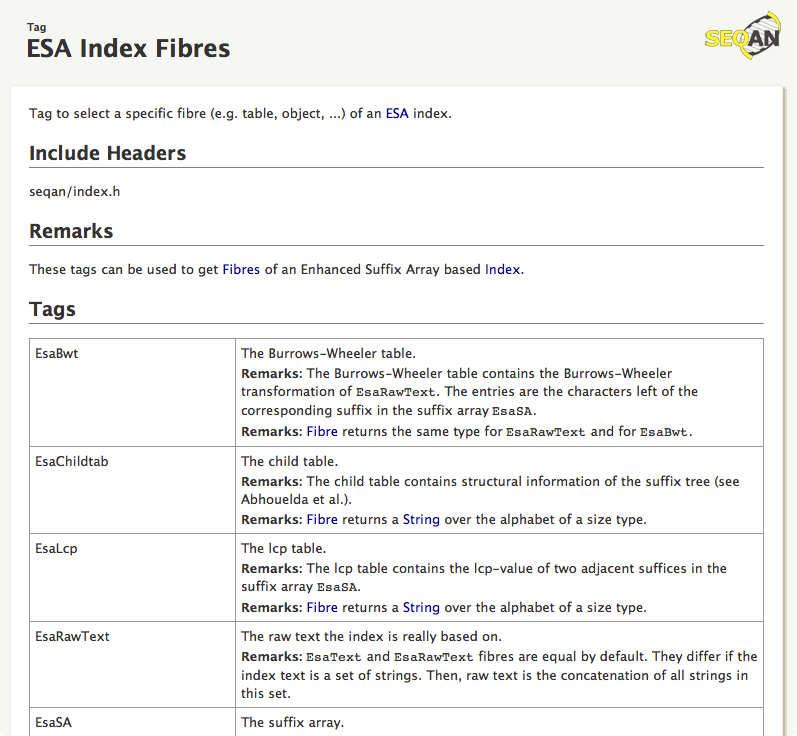 Tag
ESA Index Fibres
SEQAN
Tag to select a specific fibre (e.g. table, object, ...) of an ESA index.
Include Headers
seqan/index.h
Remarks
These tags can be used to get Fibres of an Enhanced Suffix Array based Index.
Tags
EsaBwt
The Burrows-Wheeler table.
Remarks: The Burrows-Wheeler table contains the Burrows-Wheeler
transformation of EsaRawText. The entries are the characters left of the
corresponding suffix in the suffix array EsaSA.
Remarks: Fibre returns the same type for EsaRawText and for EsaBwt.
EsaChildtab
The child table.
Remarks: The child table contains structural information of the suffix tree (see
Abhouelda et al.).
Remarks: Fibre returns a String over the alphabet of a size type.
EsaLcp
The lcp table.
Remarks: The lcp table contains the lcp-value of two adjacent suffices in the
suffix array EsaSA.
Remarks: Fibre returns a String over the alphabet of a size type.
EsaRawText
The raw text the index is really based on.
Remarks: EsaText and EsaRawText fibres are equal by default. They differ if the
index text is a set of strings. Then, raw text is the concatenation of all strings in
this set.
EsaSA
The suffix array.